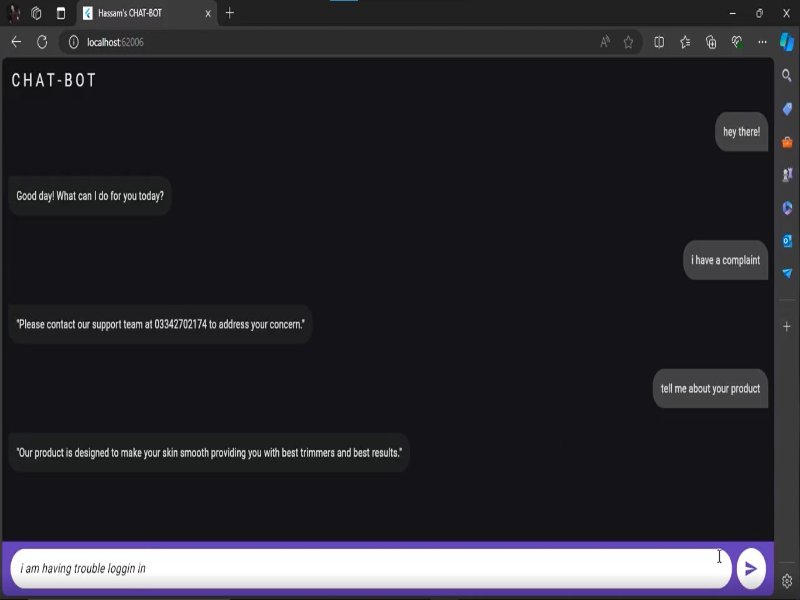 Hassam's CHAT-BOT
localhost:62006
CHAT-BOT
hey there!
Good day! What can I do for you today?
i have a complaint
"Please contact our support team at 03342702174 to address your concern."
tell me about your product
"Our product is designed to make your skin smooth providing you with best trimmers and best results."
i am having trouble loggin in